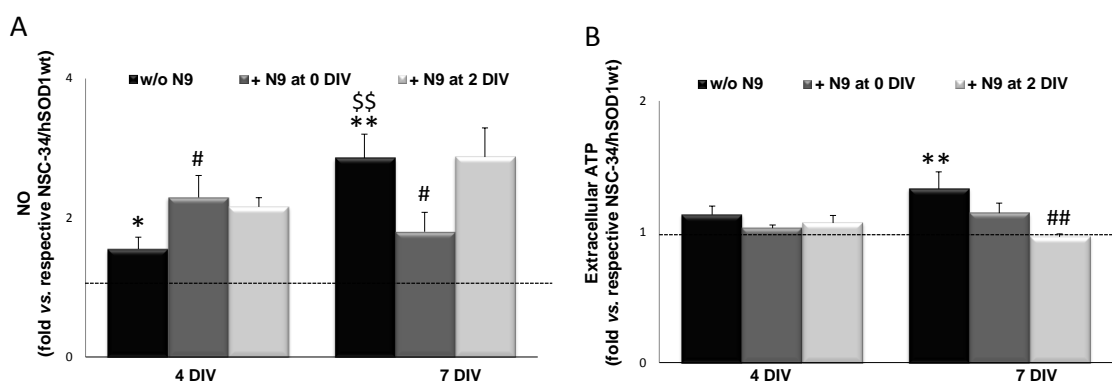 A
NO
(fold vs. respective NSC-34/hSOD1wt)
4
2
0
w/o N9
+ N9 at 0 DIV
+ N9 at 2 DIV
*
#
$$
**
#
4 DIV
7 DIV
B
Extracellular ATP
(fold vs. respective NSC-34/hSOD1wt)
2
1
0
w/o N9
+ N9 at 0 DIV
+ N9 at 2 DIV
**
##
4 DIV
7 DIV